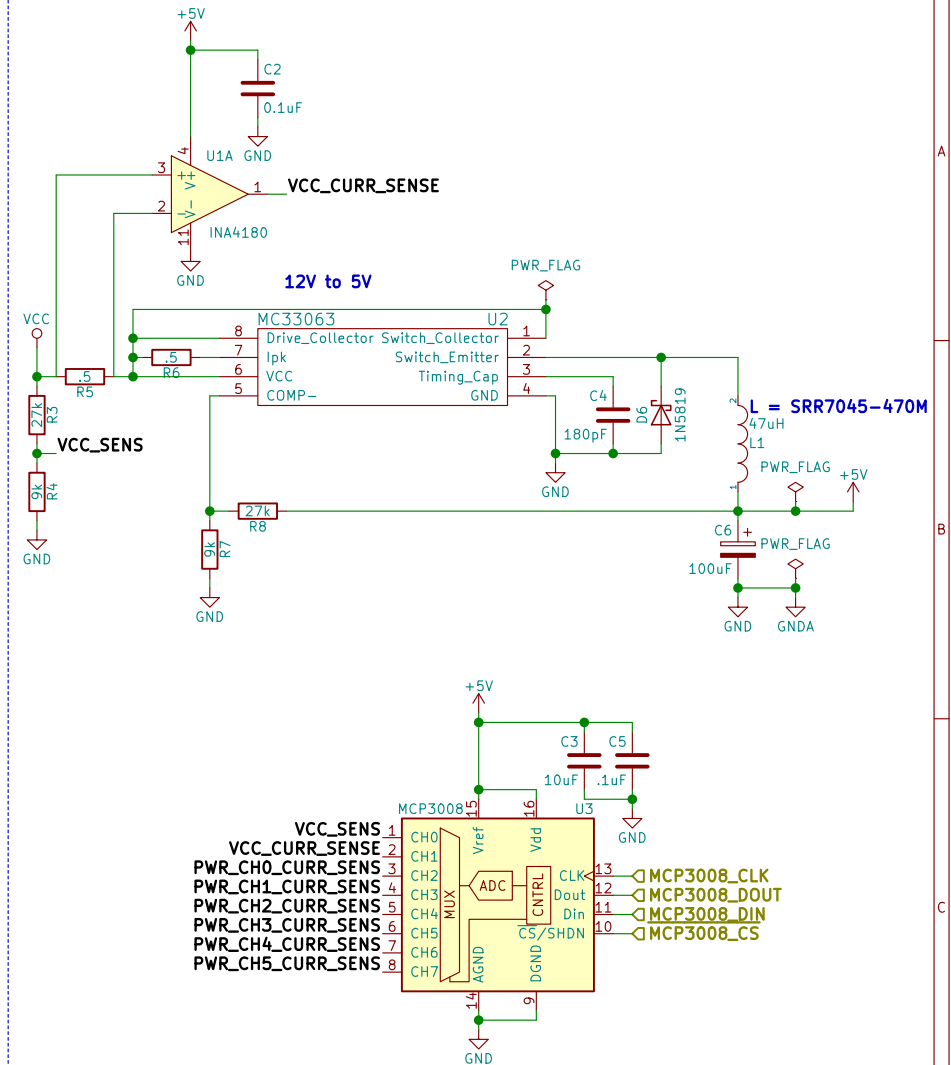 +5V
C2
0.1uF
GND
4
U1A
3
+
V+
1
VCC_CURR_SENSE
2
-
V-
11
INA4180
GND
12V to 5V
PWR_FLAG
VCC
MC33063
U2
8
Drive_Collector
Switch_Collector
1
7
Ipk
Switch_Emitter
2
6
VCC
Timing_Cap
3
5
COMP-
GND
4
.5
R6
.5
R5
27k
R3
VCC_SENS
9k
R4
GND
C4
180pF
D6
1N5819
GND
2
L = SRR7045-470M
47uH
L1
1
PWR_FLAG
+5V
27k
R8
9k
R7
GND
C6
+
100uF
PWR_FLAG
GND
GNDA
+5V
C3
10uF
C5
.1uF
GND
MCP3008
U3
15
16
Vref
Vdd
VCC_SENS
1
CH0
VCC_CURR_SENSE
2
CH1
PWR_CH0_CURR_SENS
3
CH2
PWR_CH1_CURR_SENS
4
CH3
PWR_CH2_CURR_SENS
5
CH4
PWR_CH3_CURR_SENS
6
CH5
PWR_CH4_CURR_SENS
7
CH6
PWR_CH5_CURR_SENS
8
CH7
MUX
ADC
CNTRL
CLK
13
MCP3008_CLK
Dout
12
MCP3008_DOUT
Din
11
MCP3008_DIN
CS/SHDN
10
MCP3008_CS
AGND
DGND
14
9
GND
A
B
C